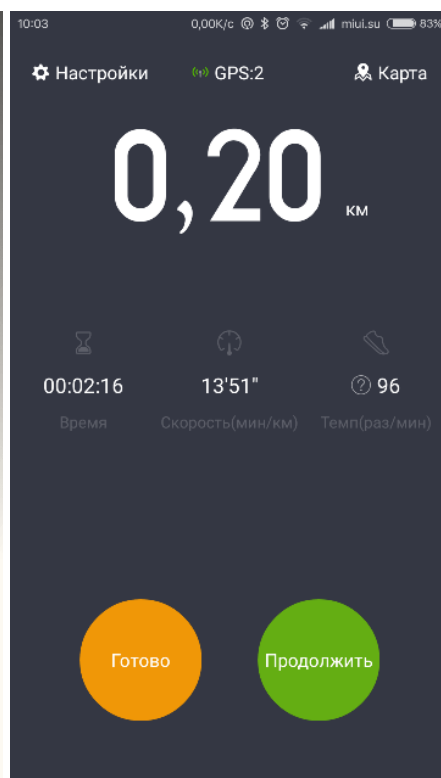 10:03 0,00K/c miui.su 83%
Настройки GPS:2 Карта
0,20 км
00:02:16 13'51" ? 96
Время Скорость(мин/км) Темп(раз/мин)
Готово Продолжить